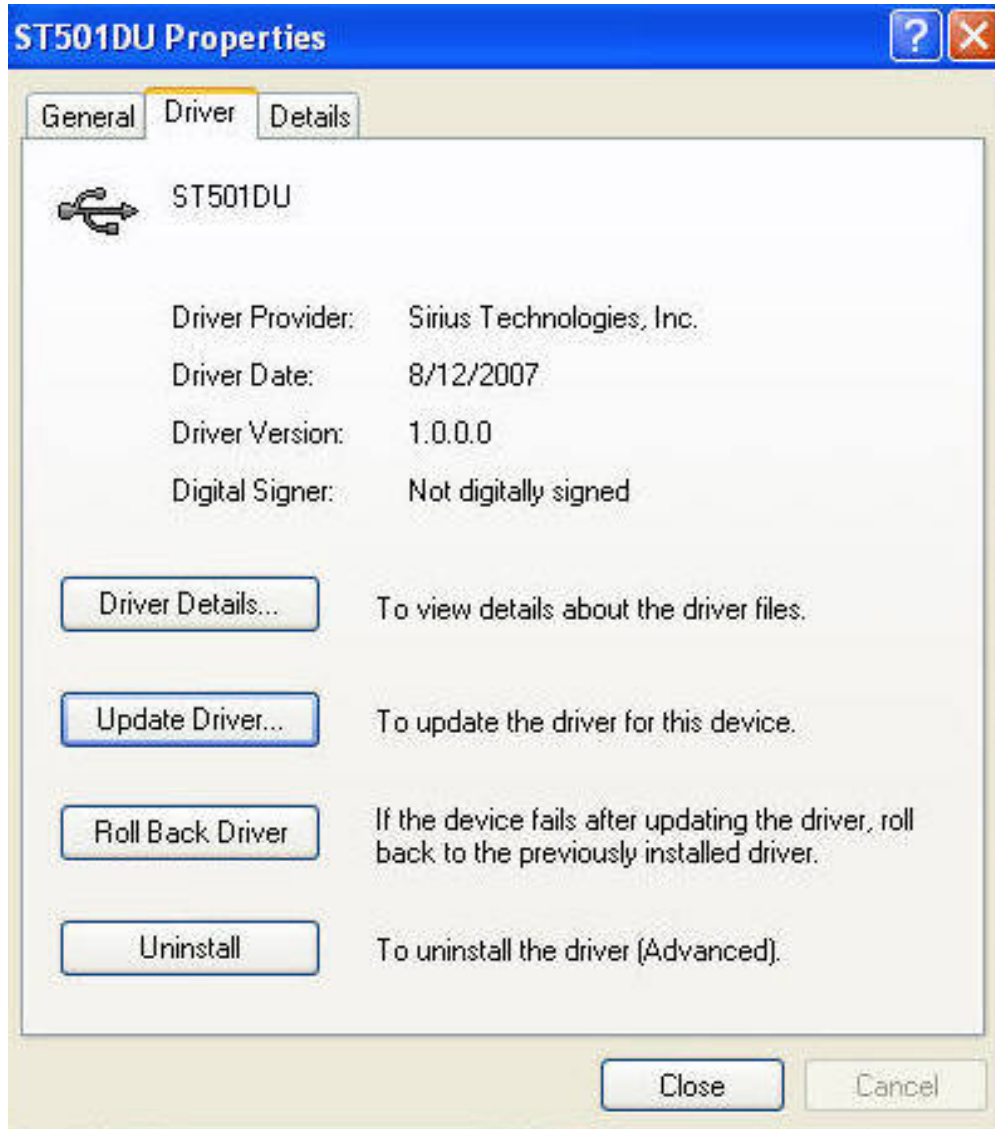 ST501DU Properties
General Driver Details
ST501DU
Driver Provider: Sirius Technologies, Inc.
Driver Date: 8/12/2007
Driver Version: 1.0.0.0
Digital Signer: Not digitally signed
Driver Details... To view details about the driver files.
Update Driver... To update the driver for this device.
Roll Back Driver If the device fails after updating the driver, roll
back to the previously installed driver.
Uninstall To uninstall the driver (Advanced).
Close Cancel